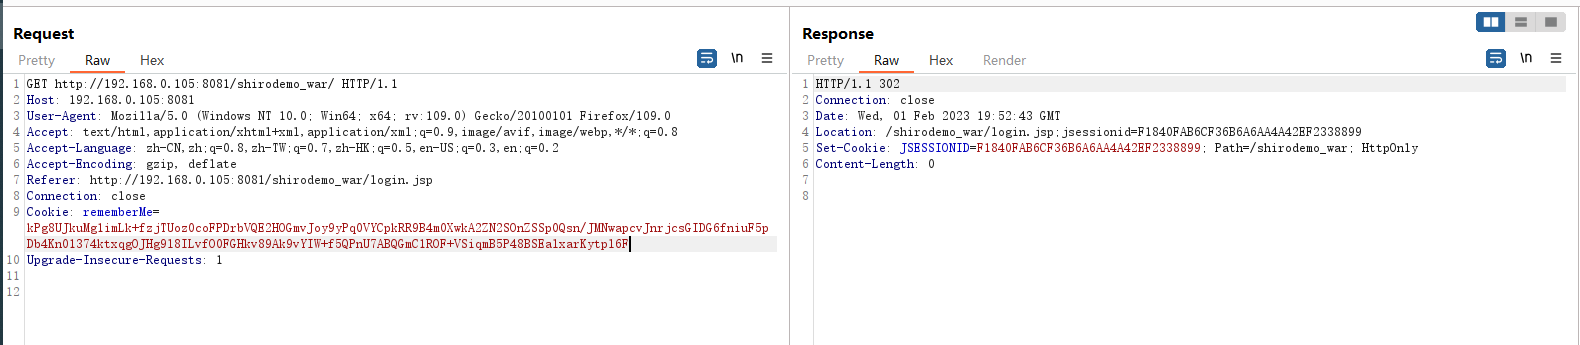 Request
Pretty Raw Hex \n
1 GET http://192.168.0.105:8081/shirodemo_war/ HTTP/1.1
2 Host: 192.168.0.105:8081
3 User-Agent: Mozilla/5.0 (Windows NT 10.0; Win64; x64; rv:109.0) Gecko/20100101 Firefox/109.0
4 Accept: text/html,application/xhtml+xml,application/xml;q=0.9,image/avif,image/webp,*/*;q=0.8
5 Accept-Language: zh-CN,zh;q=0.8,zh-TW;q=0.7,zh-HK;q=0.5,en-US;q=0.3,en;q=0.2
6 Accept-Encoding: gzip, deflate
7 Referer: http://192.168.0.105:8081/shirodemo_war/login.jsp
8 Connection: close
9 Cookie: rememberMe=
kPg8UJkuMglimLk+fzjTUoz0coFPDrbVQE2HOGmvJoy9yPq0VYCpkRR9B4m0XwkA2ZN2SOnZSSp0Qsn/JMNwapcvJnrjcsGIDG6fniuF5p
Db4Kn01374ktxqgOJHg918ILvfO0FGHkv89Ak9vYIW+f5QPnU7ABQGmC1ROF+VSiqmB5P48BSEalxarKytpl6F
10 Upgrade-Insecure-Requests: 1
11
12
Response
Pretty Raw Hex Render \n
1 HTTP/1.1 302
2 Connection: close
3 Date: Wed, 01 Feb 2023 19:52:43 GMT
4 Location: /shirodemo_war/login.jsp;jsessionid=F1840FAB6CF36B6A6AA4A42EF2338899
5 Set-Cookie: JSESSIONID=F1840FAB6CF36B6A6AA4A42EF2338899; Path=/shirodemo_war; HttpOnly
6 Content-Length: 0
7
8